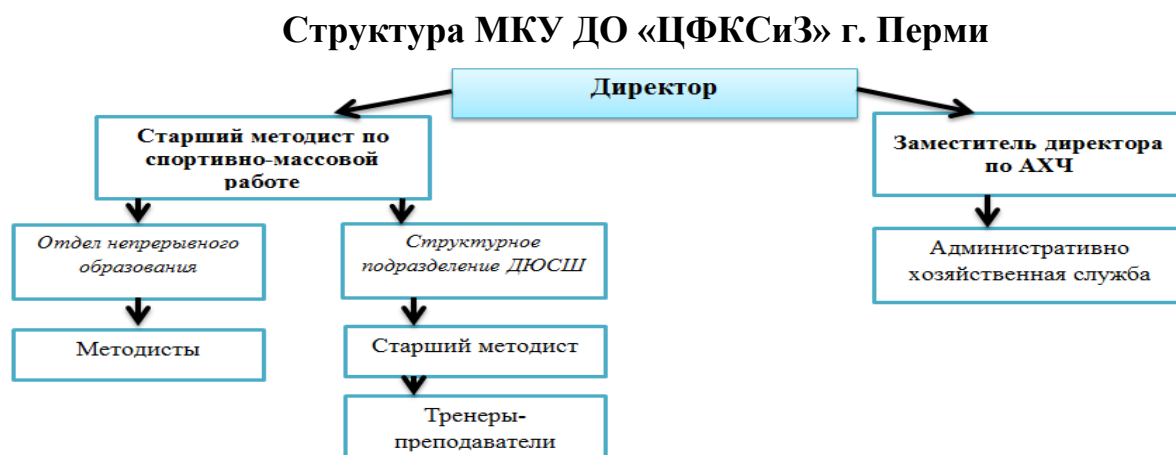 Структура МКУ ДО «ЦФКСиЗ» г. Перми
Директор
Старший методист по
спортивно-массовой
работе
Заместитель директора
по АХЧ
Отдел непрерывного
образования
Структурное
подразделение ДЮСШ
Административно
хозяйственная служба
Методисты
Старший методист
Тренеры-
преподаватели